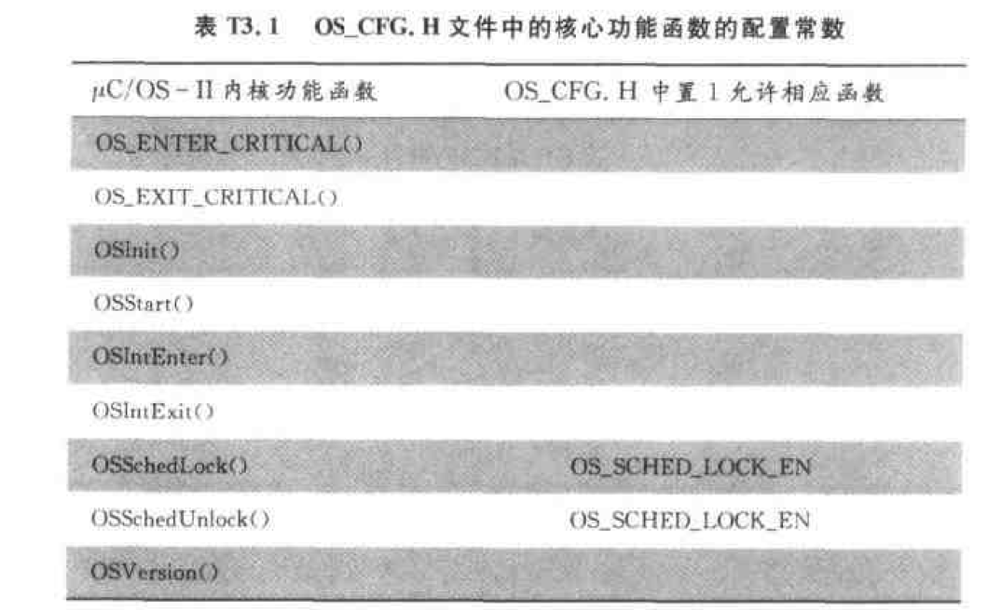 表 T3.1 OS_CFG.H 文件中的核心功能函数的配置常数
μC/OS-II 内核功能函数 OS_CFG.H 中置 1 允许相应函数
OS_ENTER_CRITICAL()
OS_EXIT_CRITICAL()
OSInit()
OSStart()
OSIntEnter()
OSIntExit()
OSSchedLock() OS_SCHED_LOCK_EN
OSSchedUnlock() OS_SCHED_LOCK_EN
OSVersion()